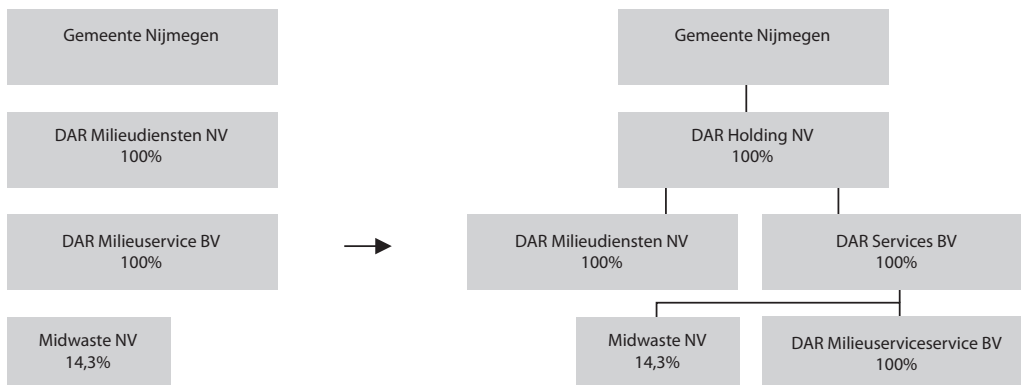 Gemeente Nijmegen
DAR Milieudiensten NV
100%
DAR Milieuservice BV
100%
Midwaste NV
14,3%
Gemeente Nijmegen
DAR Holding NV
100%
DAR Milieudiensten NV
100%
DAR Services BV
100%
Midwaste NV
14,3%
DAR Milieuserviceservice BV
100%